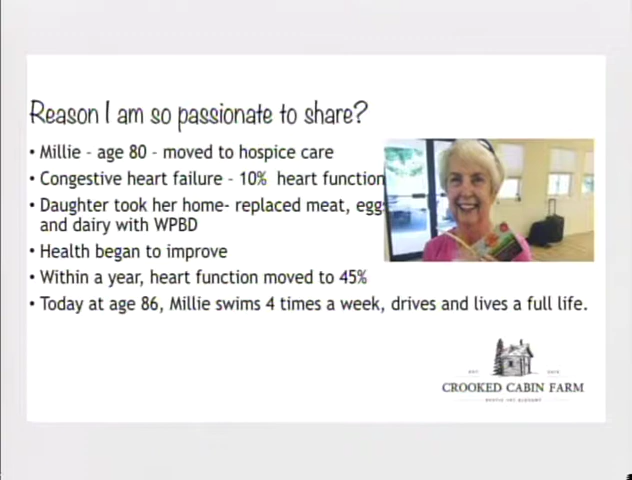 Reason I am so passionate to share?
• Millie - age 80 - moved to hospice care
• Congestive heart failure - 10% heart function
• Daughter took her home- replaced meat, egg
and dairy with WPBD
• Health began to improve
• Within a year, heart function moved to 45%
• Today at age 86, Millie swims 4 times a week, drives and lives a full life.
CROOKED CABIN FARM